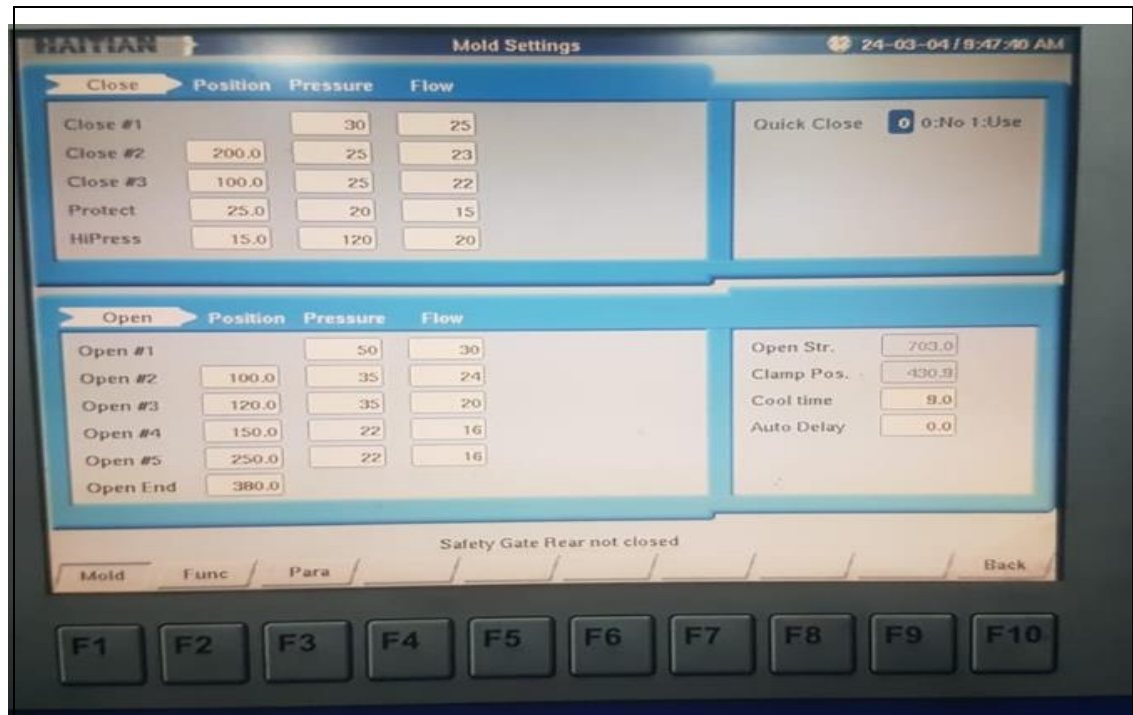 HAITIAN Mold Settings 24-03-04 / 9:47:40 AM
Close Position Pressure Flow
Close #1 30 25
Close #2 200.0 25 23
Close #3 100.0 25 22
Protect 25.0 20 15
HiPress 15.0 120 20
Quick Close 0 0:No 1:Use
Open Position Pressure Flow
Open #1 50 30
Open #2 100.0 35 24
Open #3 120.0 35 20
Open #4 150.0 22 16
Open #5 250.0 22 16
Open End 380.0
Open Str. 703.0
Clamp Pos. 430.9
Cool time 9.0
Auto Delay 0.0
Safety Gate Rear not closed
Mold Func Para Back
F1 F2 F3 F4 F5 F6 F7 F8 F9 F10